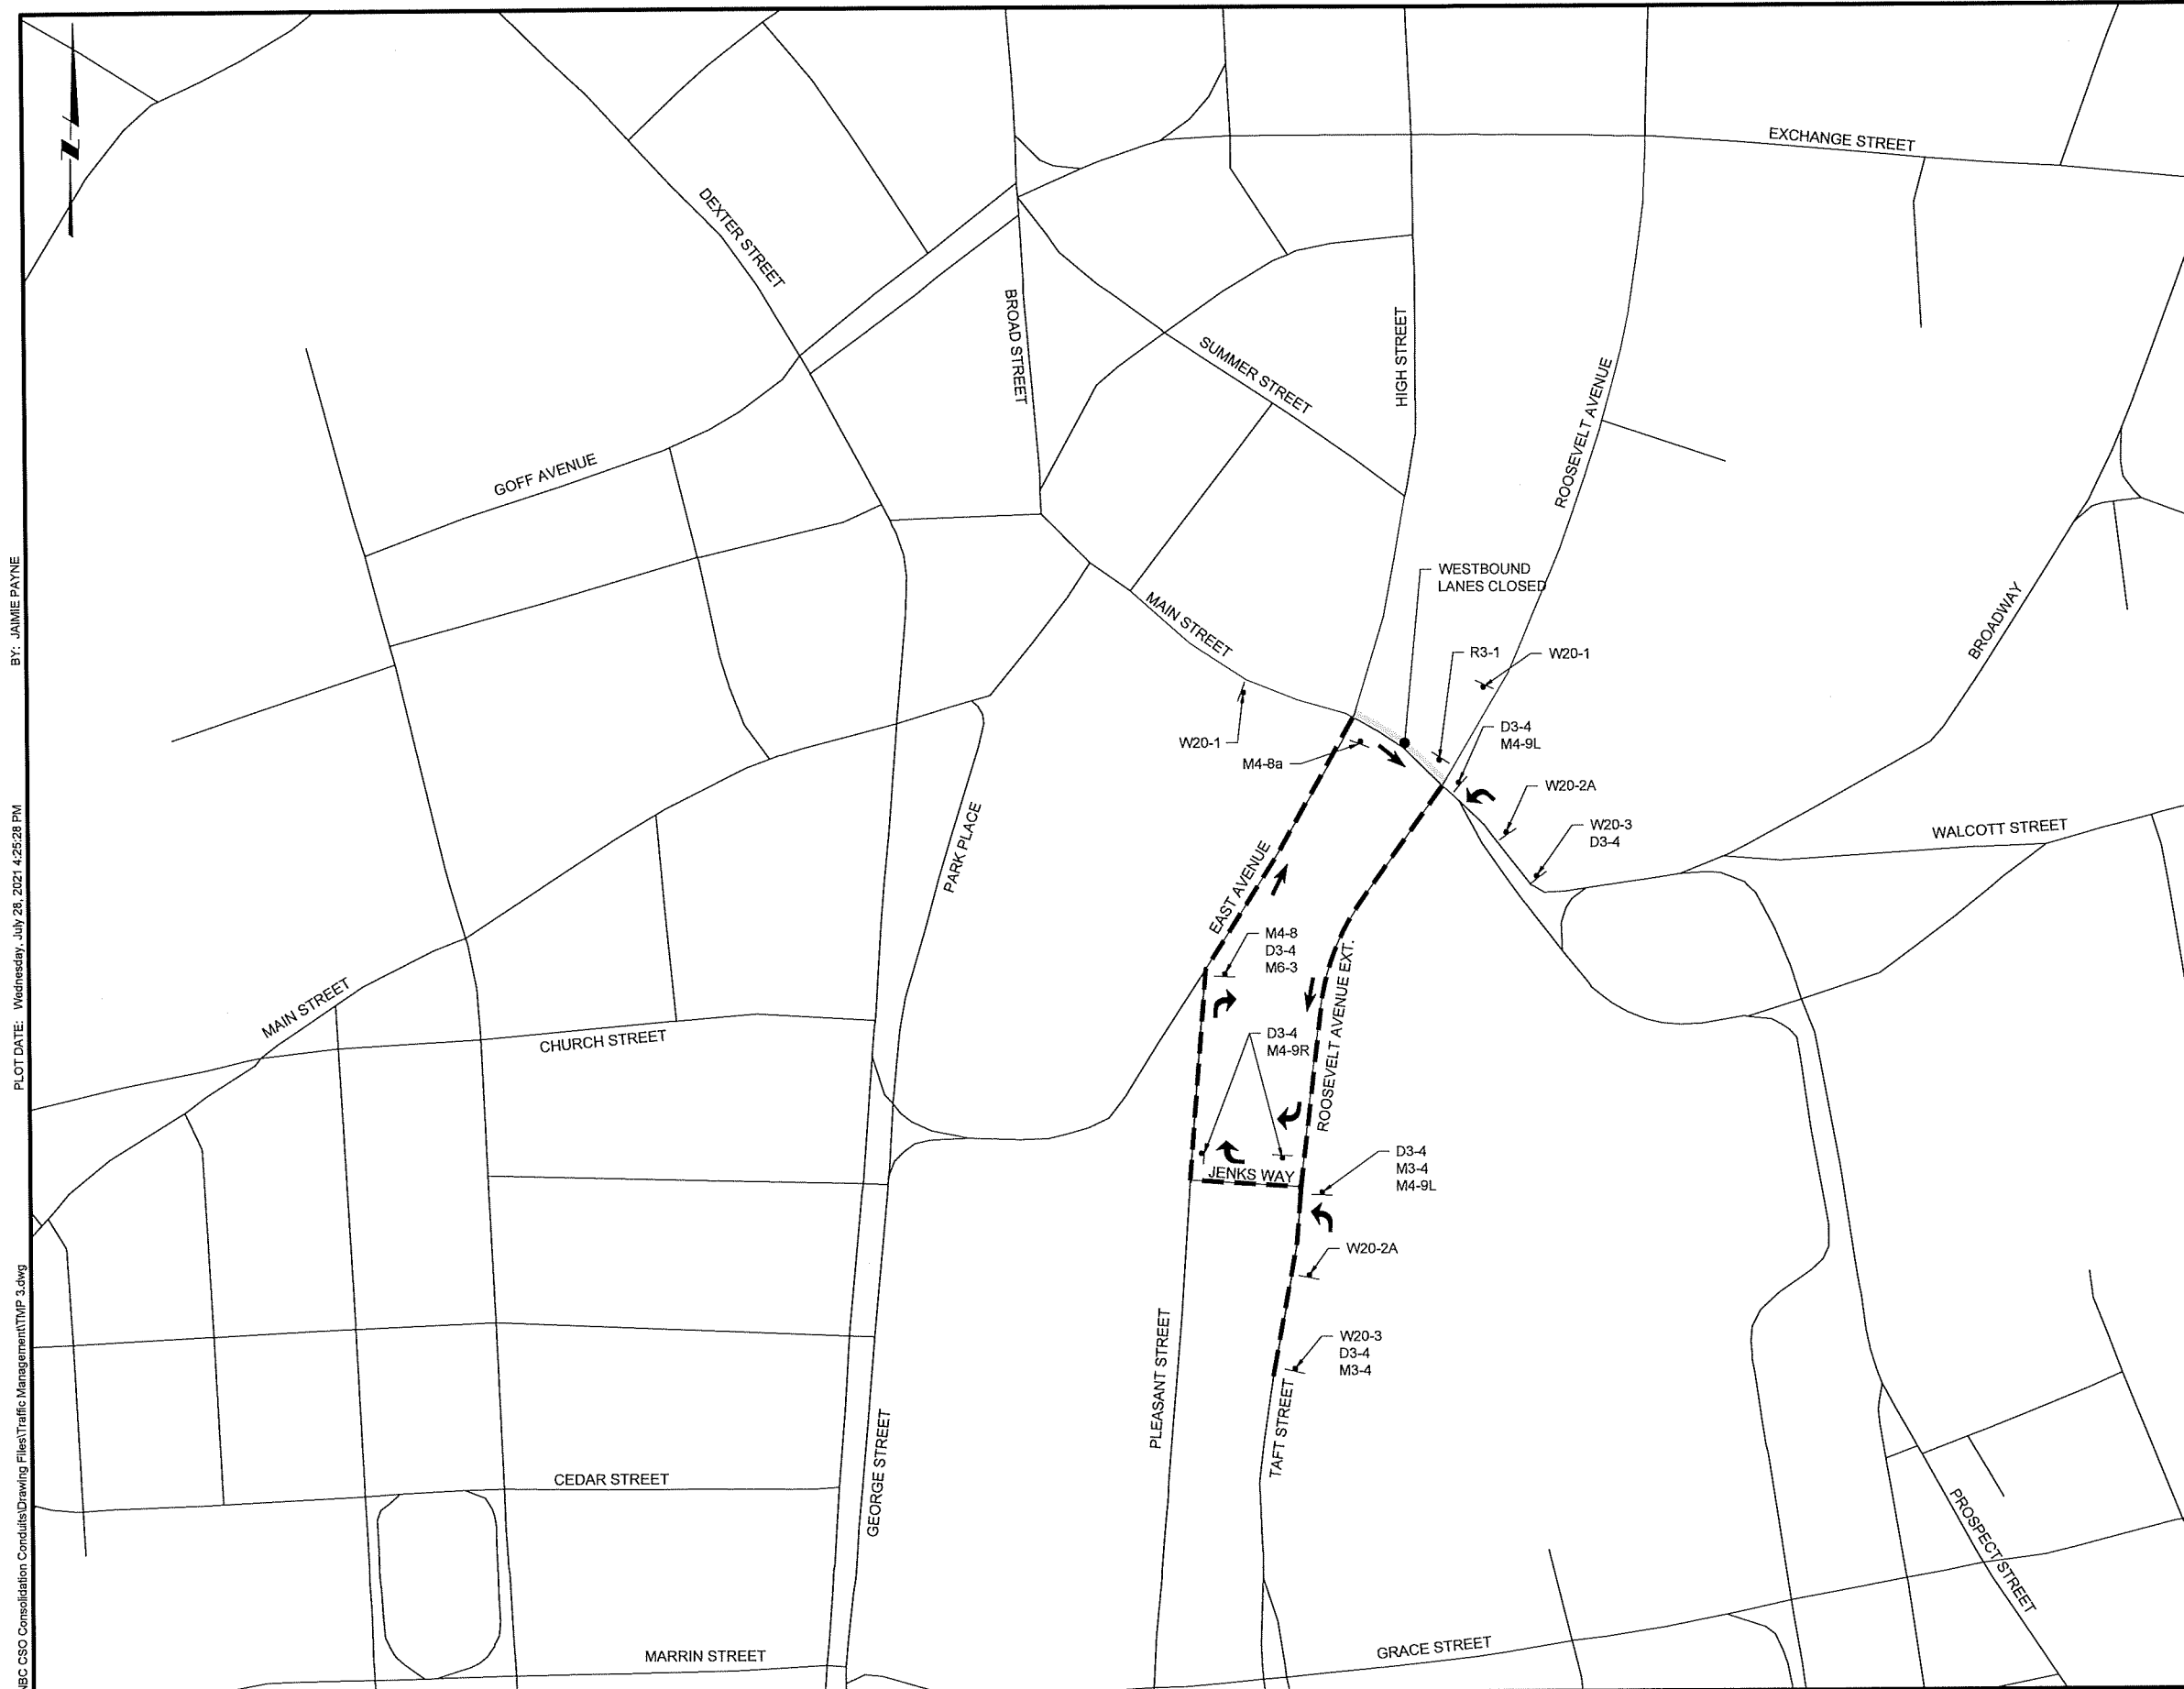 EXCHANGE STREET
DEXTER STREET
BROAD STREET
SUMMER STREET
HIGH STREET
ROOSEVELT AVENUE
GOFF AVENUE
WESTBOUND
LANES CLOSED
MAIN STREET
R3-1
W20-1
BROADWAY
W20-1
M4-8a
D3-4
M4-9L
W20-2A
W20-3
D3-4
WALCOTT STREET
PARK PLACE
EAST AVENUE
M4-8
D3-4
M6-3
ROOSEVELT AVENUE EXT.
MAIN STREET
CHURCH STREET
D3-4
M4-9R
JENKS WAY
D3-4
M3-4
M4-9L
W20-2A
W20-3
D3-4
M3-4
PLEASANT STREET
TAFT STREET
GEORGE STREET
CEDAR STREET
PROSPECT STREET
MARRIN STREET
GRACE STREET
BY: JAIMIE PAYNE
PLOT DATE: Wednesday, July 28, 2021 4:25:28 PM
CSO Consolidation Conduits\Drawing Files\Traffic Management\TMP 3.dwg
N